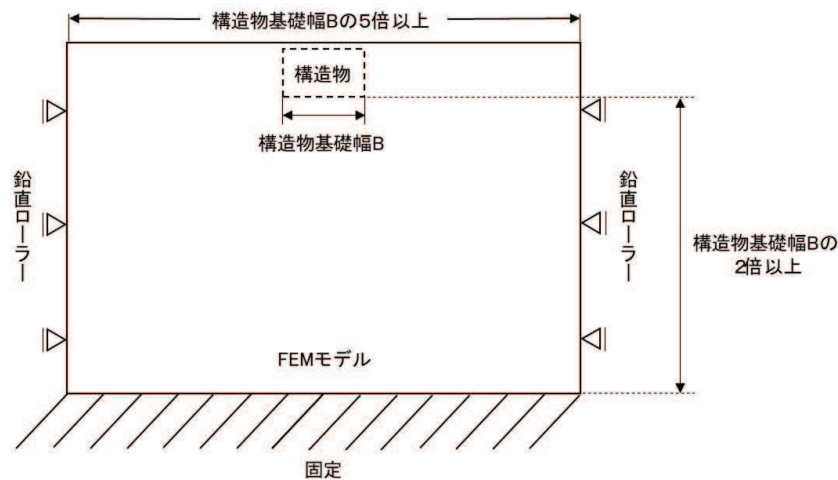 構造物基礎幅Bの5倍以上
構造物
構造物基礎幅B
鉛直ローラー
鉛直ローラー
構造物基礎幅Bの
2倍以上
FEMモデル
固定